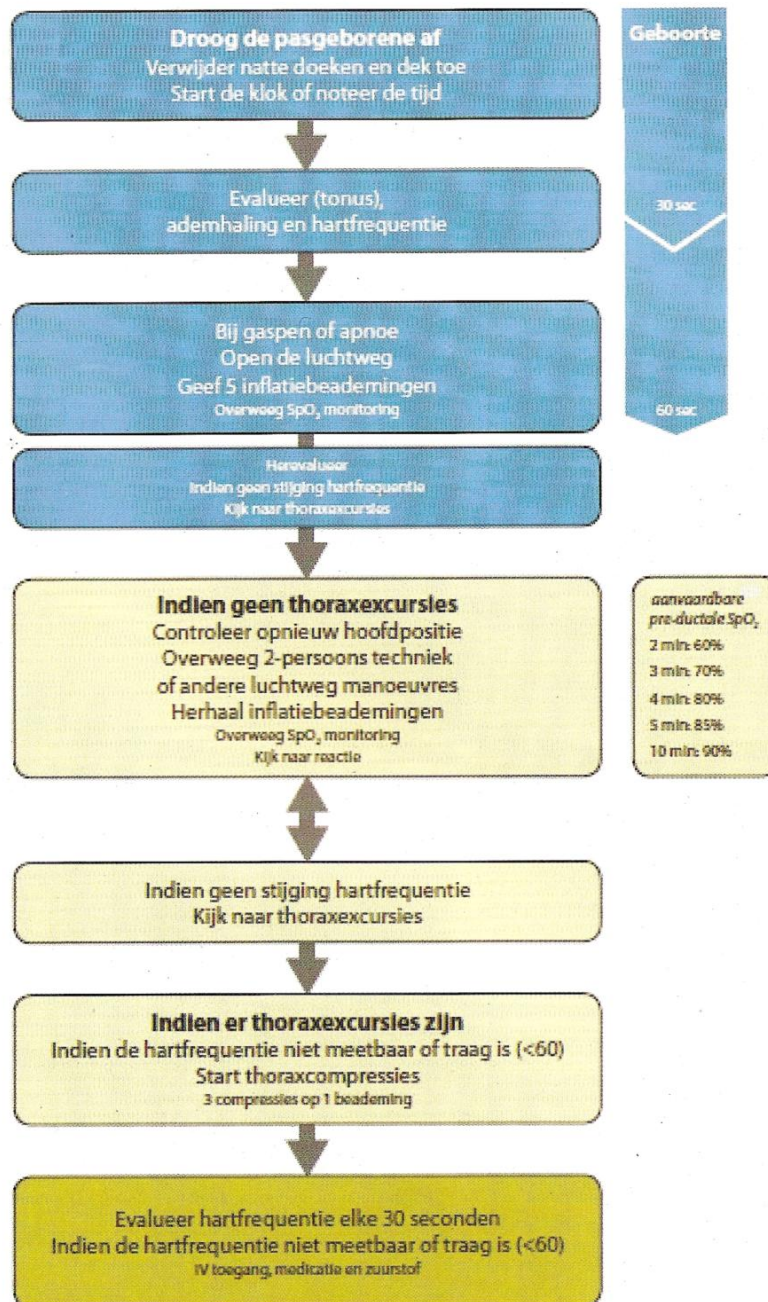 Droog de pasgeborene af
Verwijder natte doeken en dek toe
Start de klok of noteer de tijd
Geboorte
Evalueer (tonus),
ademhaling en hartfrequentie
30 sec
Bij gaspen of apnoe
Open de luchtweg
Geef 5 inflatiebeademingen
Overweeg SpO₂ monitoring
60 sec
Herevalueer
Indien geen stijging hartfrequentie
Kijk naar thoraxexcursies
Indien geen thoraxexcursies
Controleer opnieuw hoofdpositie
Overweeg 2-persoons techniek
of andere luchtweg manoeuvres
Herhaal inflatiebeademingen
Overweeg SpO₂ monitoring
Kijk naar reactie
aanvaardbare
pre-ductale SpO₂
2 min: 60%
3 min: 70%
4 min: 80%
5 min: 85%
10 min: 90%
Indien geen stijging hartfrequentie
Kijk naar thoraxexcursies
Indien er thoraxexcursies zijn
Indien de hartfrequentie niet meetbaar of traag is (<60)
Start thoraxcompressies
3 compressies op 1 beademing
Evalueer hartfrequentie elke 30 seconden
Indien de hartfrequentie niet meetbaar of traag is (<60)
IV toegang, medicatie en zuurstof